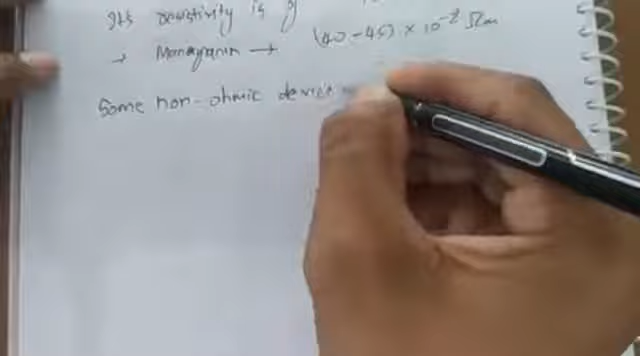 Its resistivity is
→ Manganin → (40-45) × 10⁻⁸ Ωm
Some non-ohmic device